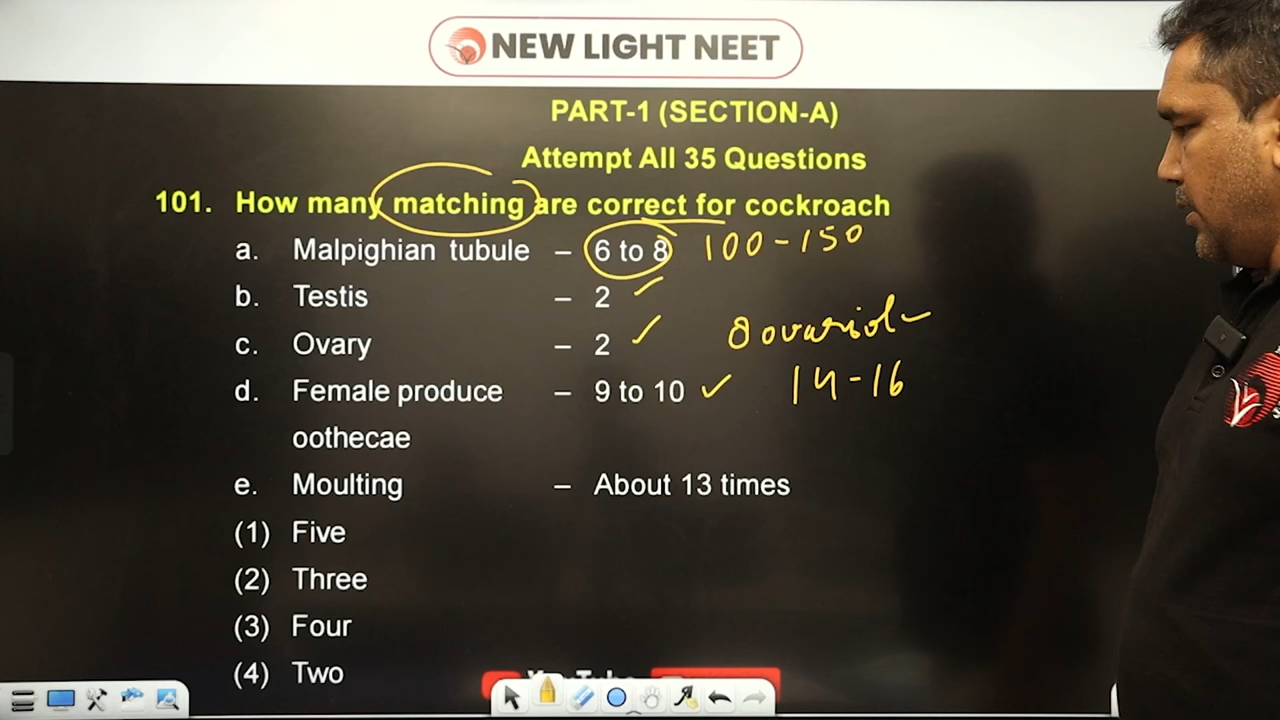 NEW LIGHT NEET
PART-1 (SECTION-A)
Attempt All 35 Questions
101. How many matching are correct for cockroach
a. Malpighian tubule – 6 to 8 100-150
b. Testis – 2
c. Ovary – 2 8 ovariol
d. Female produce – 9 to 10 14-16
oothecae
e. Moulting – About 13 times
(1) Five
(2) Three
(3) Four
(4) Two